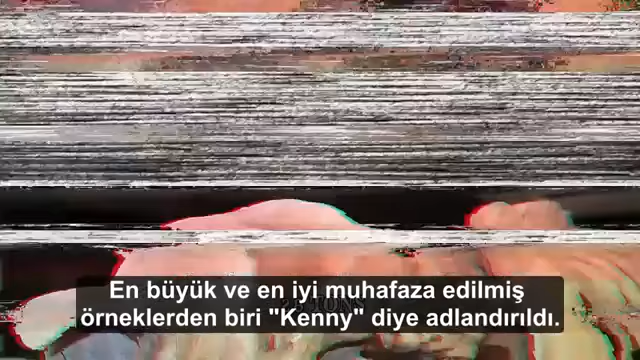 En büyük ve en iyi muhafaza edilmiş
örneklerden biri "Kenny" diye adlandırıldı.